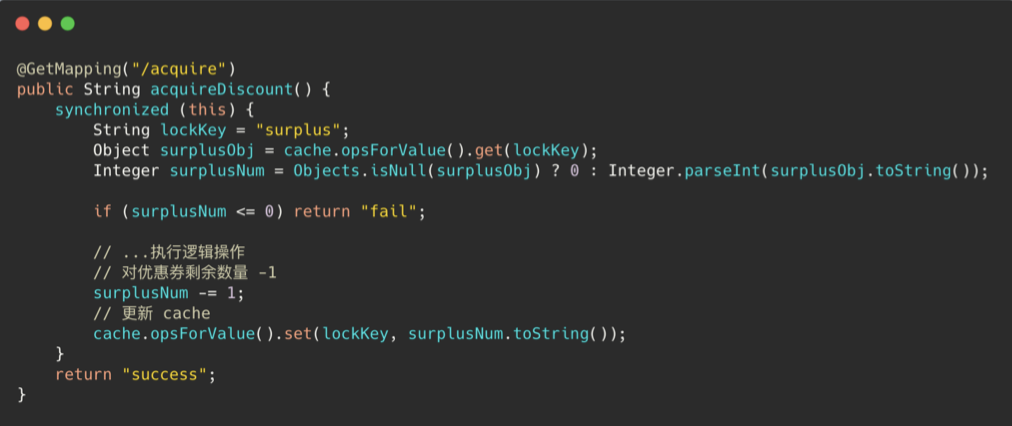 @GetMapping("/acquire")
public String acquireDiscount() {
    synchronized (this) {
        String lockKey = "surplus";
        Object surplusObj = cache.opsForValue().get(lockKey);
        Integer surplusNum = Objects.isNull(surplusObj) ? 0 : Integer.parseInt(surplusObj.toString());

        if (surplusNum <= 0) return "fail";

        // ...执行逻辑操作
        // 对优惠券剩余数量 -1
        surplusNum -= 1;
        // 更新 cache
        cache.opsForValue().set(lockKey, surplusNum.toString());
    }
    return "success";
}